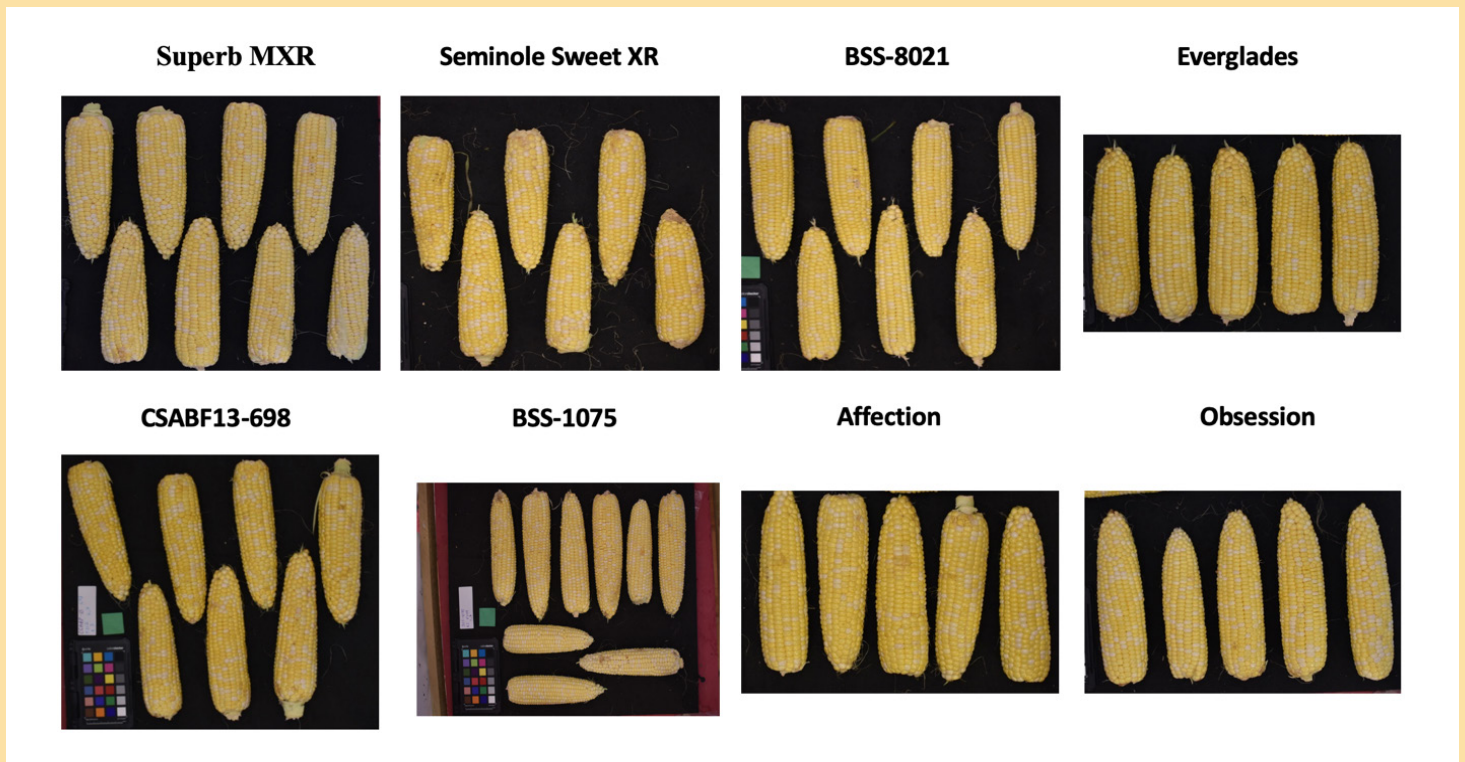 Superb MXR
Seminole Sweet XR
BSS-8021
Everglades
CSABF13-698
BSS-1075
Affection
Obsession